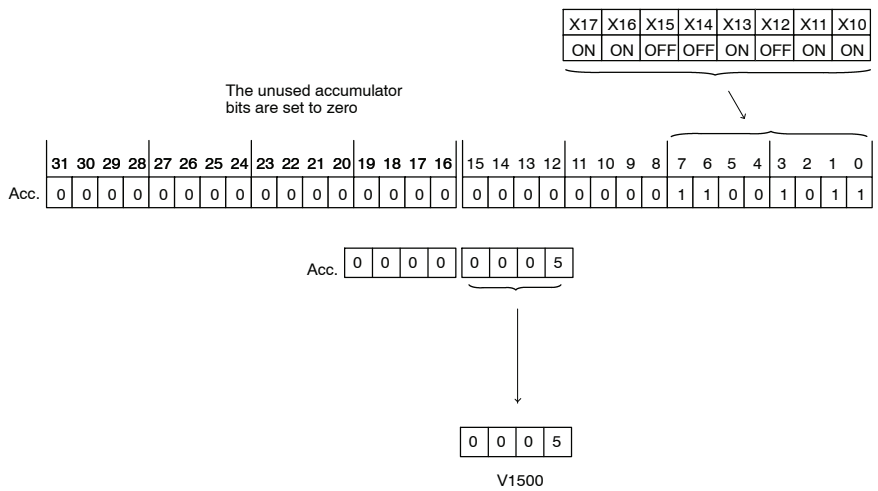 X17 X16 X15 X14 X13 X12 X11 X10
ON ON OFF OFF ON OFF ON ON
The unused accumulator
bits are set to zero
31 30 29 28 27 26 25 24 23 22 21 20 19 18 17 16 15 14 13 12 11 10 9 8 7 6 5 4 3 2 1 0
Acc. 0 0 0 0 0 0 0 0 0 0 0 0 0 0 0 0 0 0 0 0 0 0 0 0 1 1 0 0 1 0 1 1
Acc. 0 0 0 0 0 0 0 5
0 0 0 5
V1500